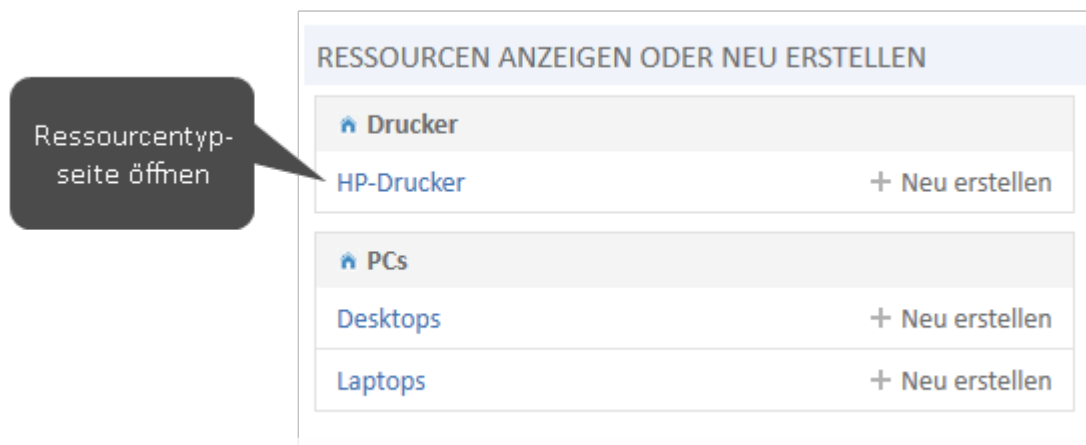 RESSOURCEN ANZEIGEN ODER NEU ERSTELLEN
Ressourcentyp-
seite öffnen
Drucker
HP-Drucker + Neu erstellen
PCs
Desktops + Neu erstellen
Laptops + Neu erstellen